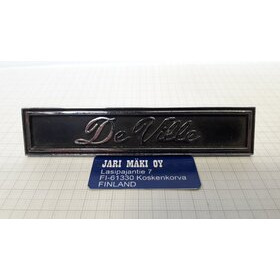 De Ville
JARI MÄKI OY
Lasipajantie 7
FI-61330 Koskenkorva
FINLAND